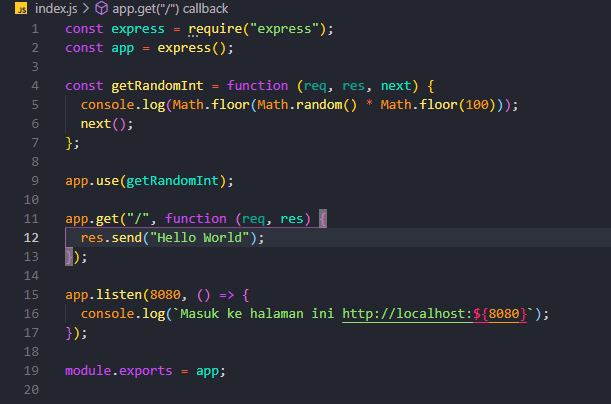 JS index.js > app.get("/") callback
1 const express = require("express");
2 const app = express();
3
4 const getRandomInt = function (req, res, next) {
5 console.log(Math.floor(Math.random() * Math.floor(100)));
6 next();
7 };
8
9 app.use(getRandomInt);
10
11 app.get("/", function (req, res) {
12 res.send("Hello World");
13 });
14
15 app.listen(8080, () => {
16 console.log(`Masuk ke halaman ini http://localhost:${8080}`);
17 });
18
19 module.exports = app;
20